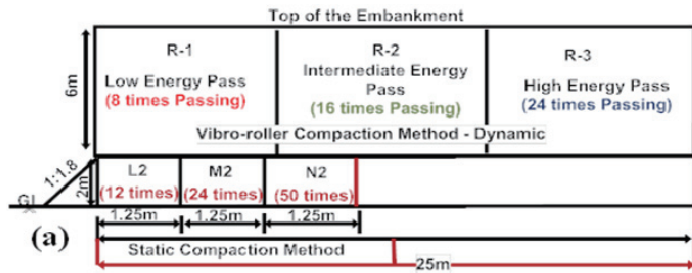 Top of the Embankment
R-1
Low Energy Pass
(8 times Passing)
R-2
Intermediate Energy
Pass
(16 times Passing)
R-3
High Energy Pass
(24 times Passing)
6m
Vibro-roller Compaction Method - Dynamic
1:1.8
2m
L2
(12 times)
M2
(24 times)
N2
(50 times)
GL
1.25m
1.25m
1.25m
(a)
Static Compaction Method
25m